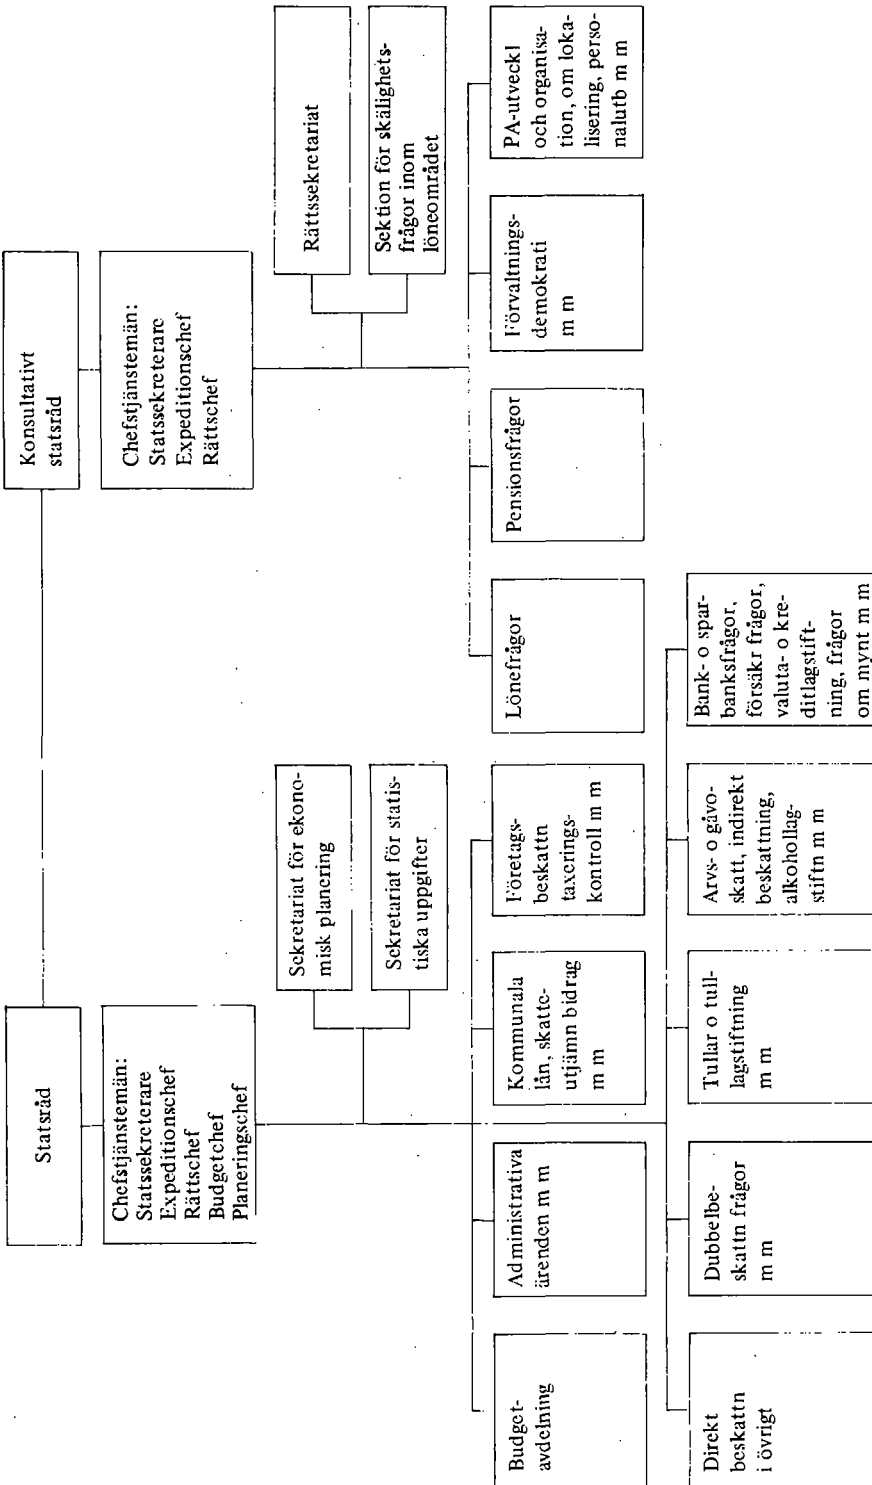 Statsråd
Konsultativt
statsråd
Chefstjänstemän:
Statssekreterare
Expeditionschef
Rättschef
Budgetchef
Planeringschef
Chefstjänstemän:
Statssekreterare
Expeditionschef
Rättschef
Sekretariat för ekono-
misk planering
Sekretariat för statis-
tiska uppgifter
Rättssekretariat
Sektion för skälighets-
frågor inom
löneområdet
Budget-
avdelning
Administrativa
ärenden m m
Kommunala
lån, skatte-
utjämn bidrag
m m
Företags-
beskattn
taxerings-
kontroll m m
Lönefrågor
Pensionsfrågor
Förvaltnings-
demokrati
m m
PA-utveckl
och organisa-
tion, om loka-
lisering, perso-
nalutb m m
Direkt
beskattn
i övrigt
Dubbelbe-
skattn frågor
m m
Tullar o tull-
lagstiftning
m m
Arvs- o gåvo-
skatt, indirekt
beskattning,
alkohollag-
stiftn m m
Bank- o spar-
banksfrågor,
försäkr frågor,
valuta- o kre-
ditlagstift-
ning, frågor
om mynt m m